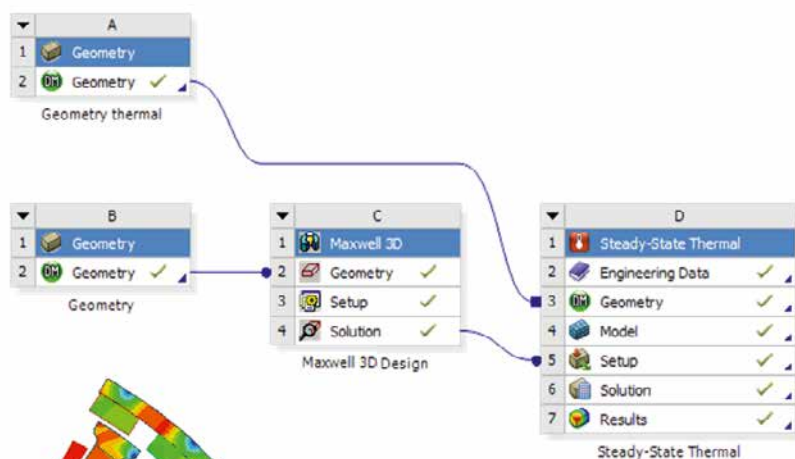 A
1 Geometry
2 Geometry
Geometry thermal
B
1 Geometry
2 Geometry
Geometry
C
1 Maxwell 3D
2 Geometry
3 Setup
4 Solution
Maxwell 3D Design
D
1 Steady-State Thermal
2 Engineering Data
3 Geometry
4 Model
5 Setup
6 Solution
7 Results
Steady-State Thermal